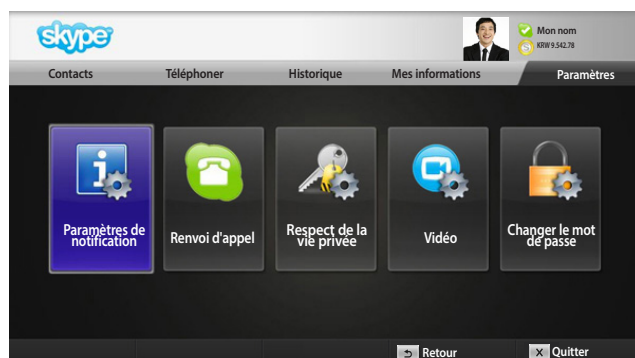 skype
Mon nom
KRW 9.542.78
Contacts Téléphoner Historique Mes informations Paramètres
Paramètres de
notification
Renvoi d'appel
Respect de la
vie privée
Vidéo
Changer le mot
de passe
Retour X Quitter